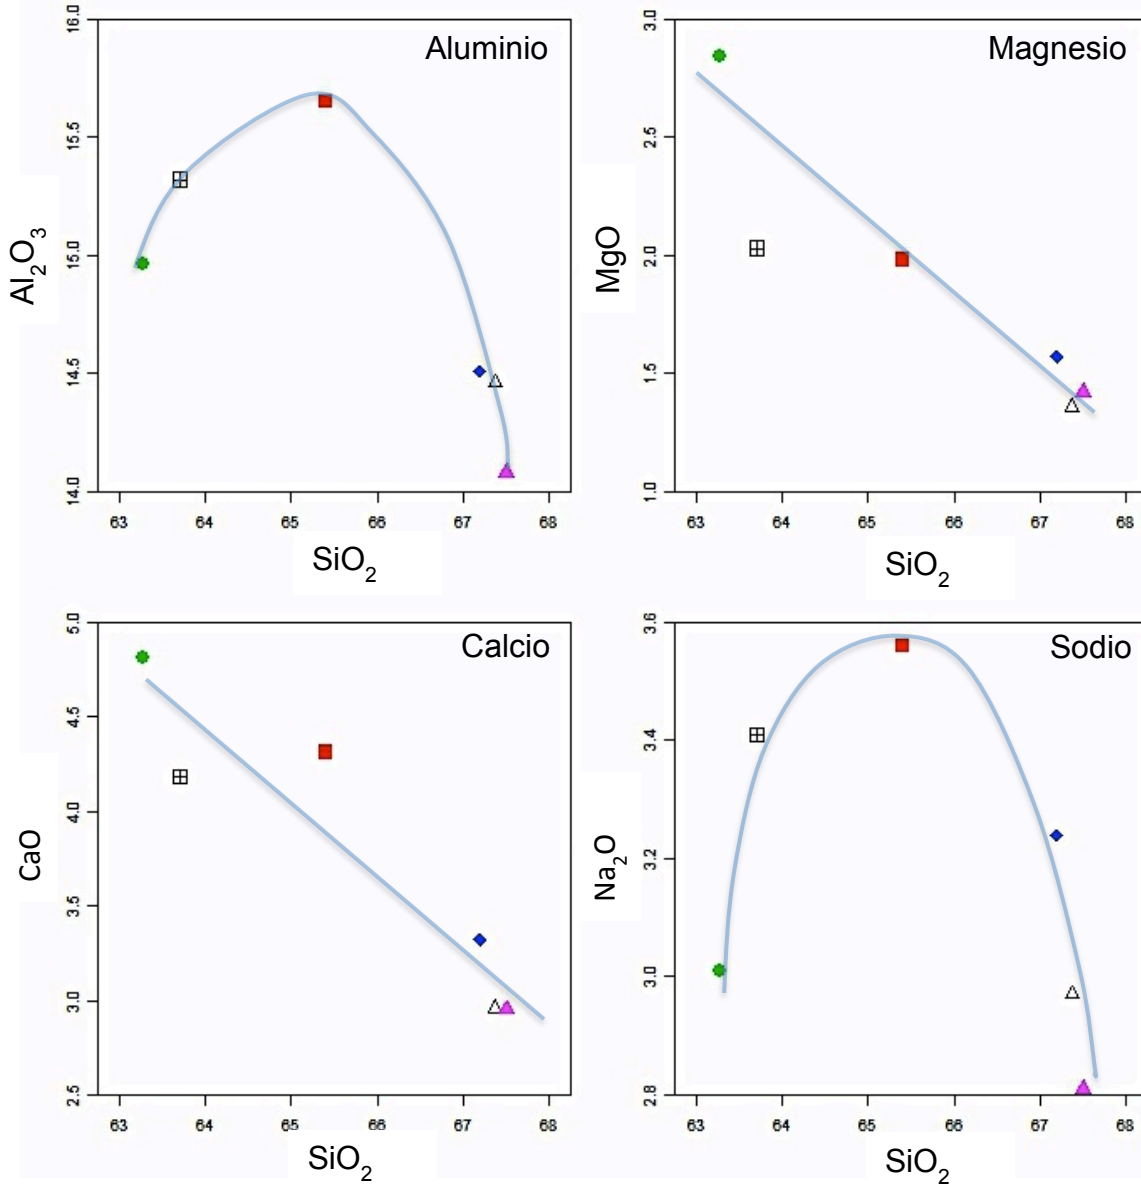 Aluminio
Al₂O₃
16.0
15.5
15.0
14.5
14.0
63 64 65 66 67 68
SiO₂
Magnesio
MgO
3.0
2.5
2.0
1.5
1.0
63 64 65 66 67 68
SiO₂
Calcio
CaO
5.0
4.5
4.0
3.5
3.0
2.5
63 64 65 66 67 68
SiO₂
Sodio
Na₂O
3.6
3.4
3.2
3.0
2.8
63 64 65 66 67 68
SiO₂